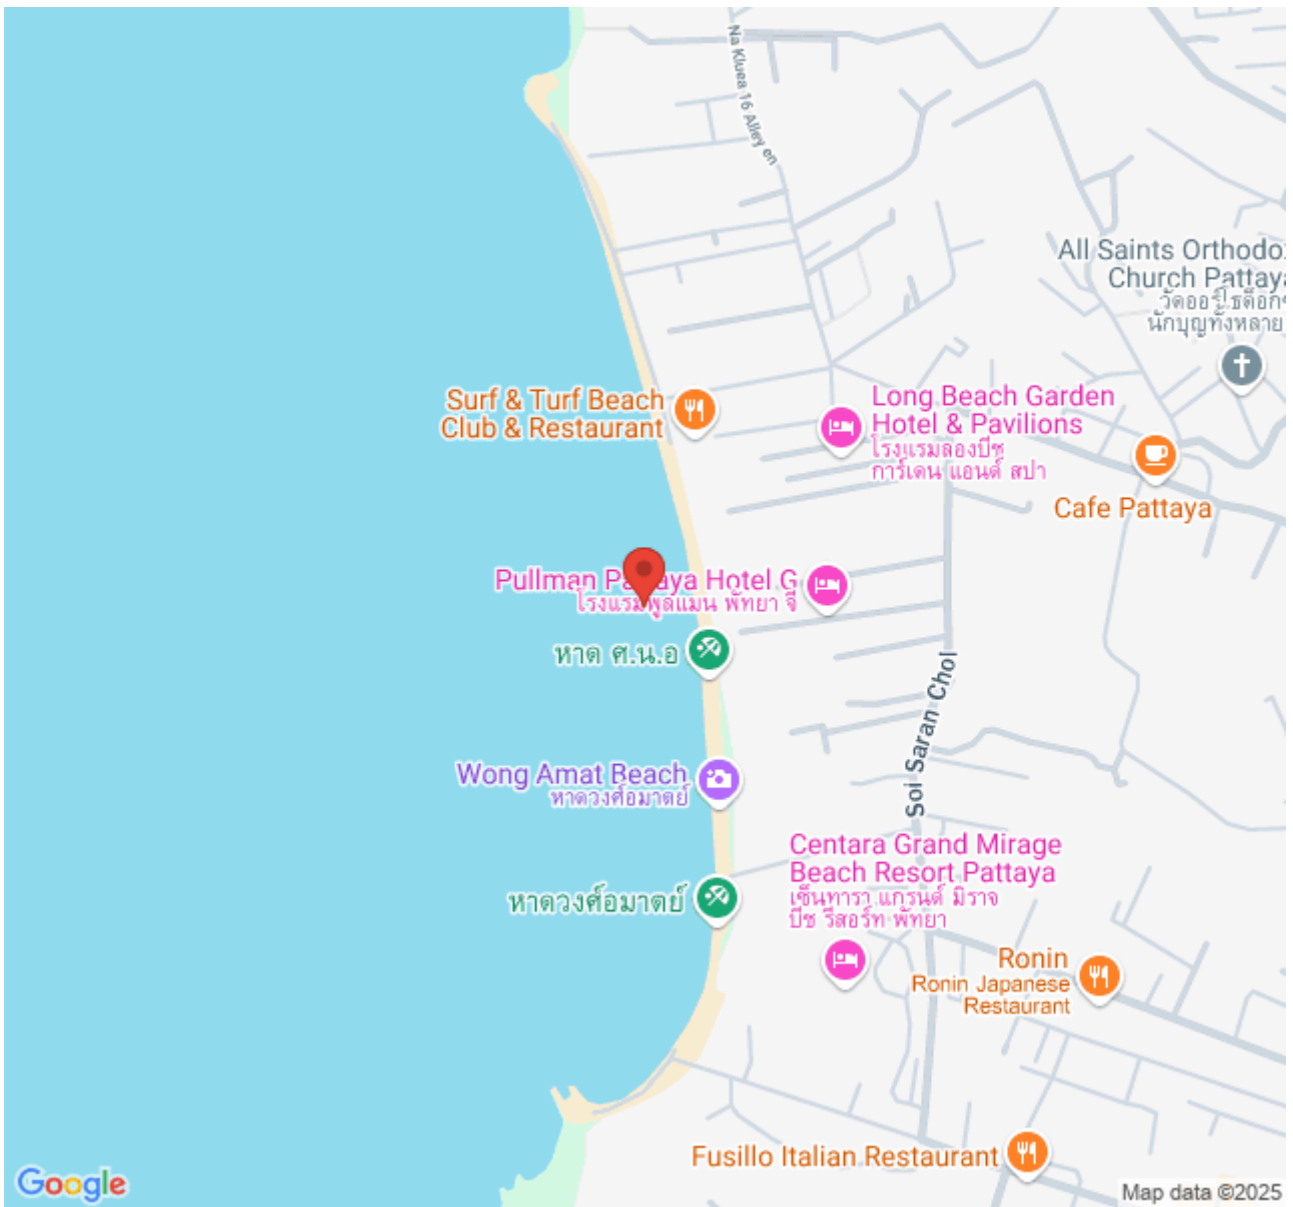 Na Kluea 16 Alley en
All Saints Orthodo
Church Pattaya
วัดออร์โธด็อกซ
นักบุญทั้งหลาย
Surf & Turf Beach
Club & Restaurant
Long Beach Garden
Hotel & Pavilions
โรงแรมลองบีช
การ์เดน แอนด์ สปา
Cafe Pattaya
Pullman Pattaya Hotel G
โรงแรมพูลแมน พัทยา จี
หาด ศ.น.อ
Soi Saran Chol
Wong Amat Beach
หาดวงศ์อมาตย์
Centara Grand Mirage
Beach Resort Pattaya
เซ็นทารา แกรนด์ มิราจ
บีช รีสอร์ท พัทยา
หาดวงศ์อมาตย์
Ronin
Ronin Japanese
Restaurant
Fusillo Italian Restaurant
Google
Map data ©2025